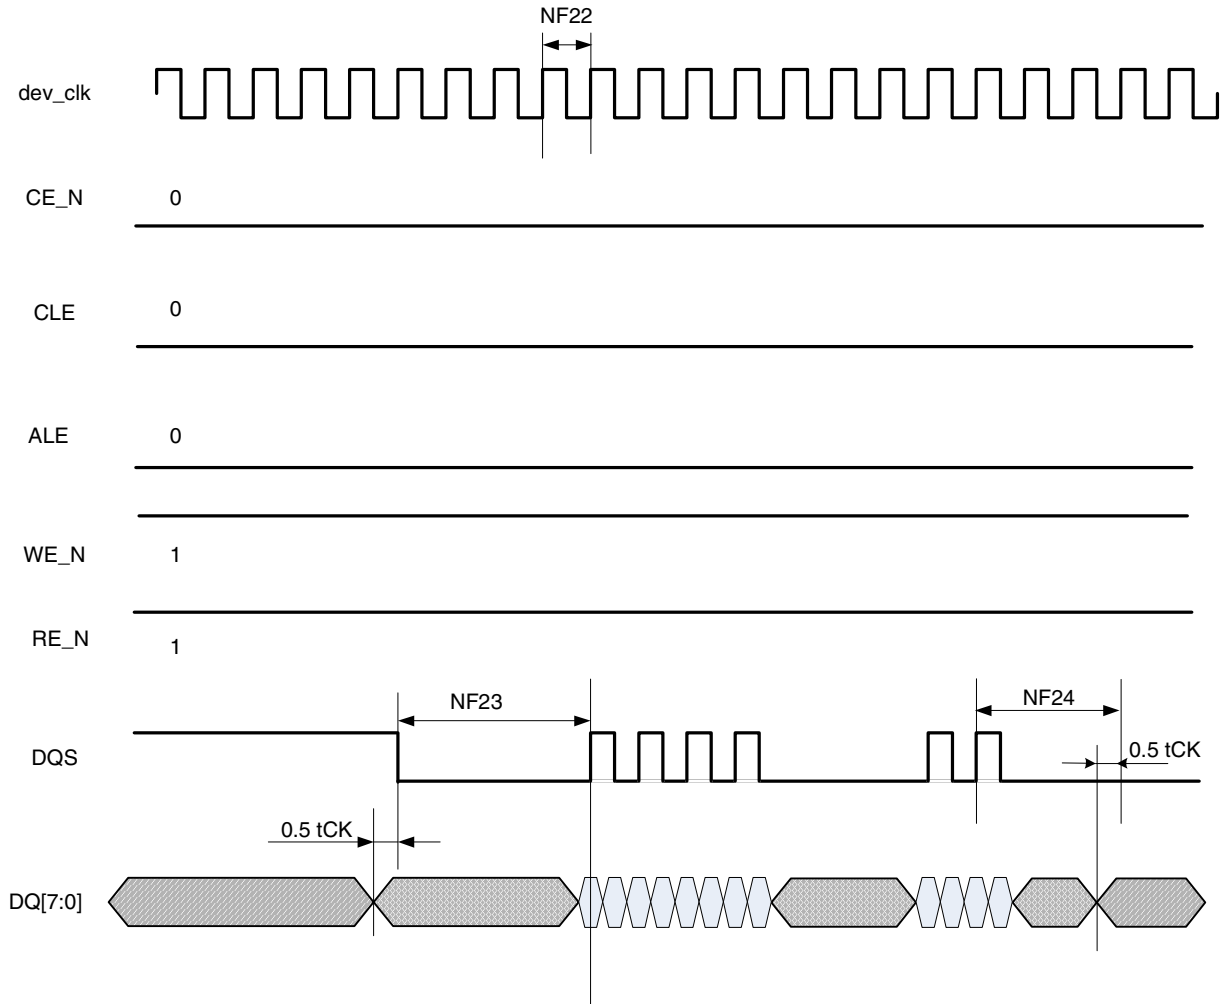 NF22
dev_clk
CE_N 0
CLE 0
ALE 0
WE_N 1
RE_N 1
NF23
NF24
DQS
0.5 tCK
0.5 tCK
DQ[7:0]